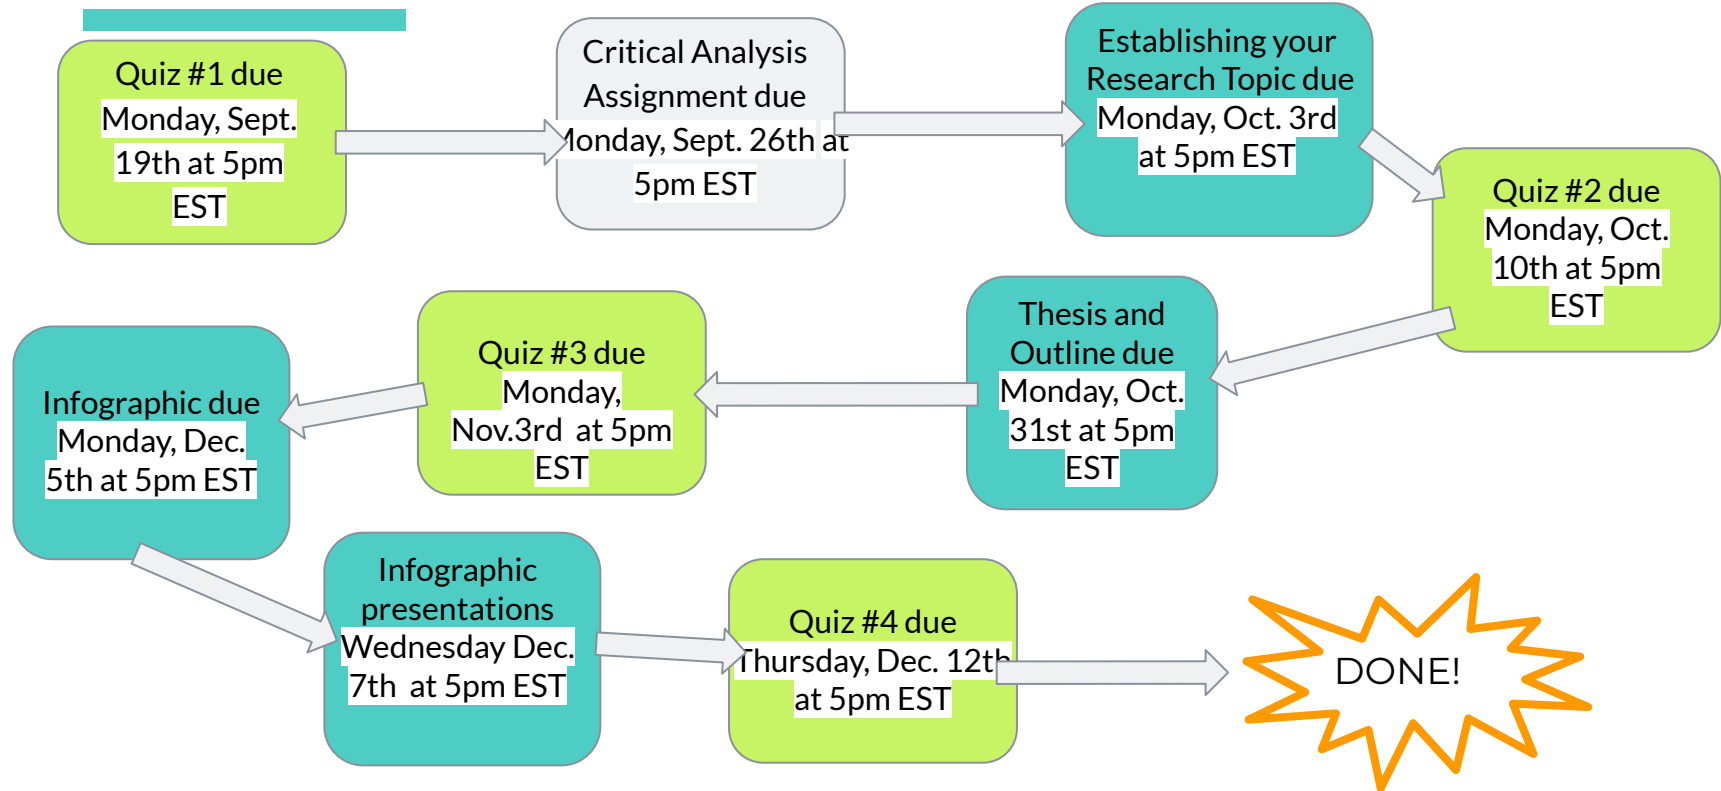 Quiz #1 due
Monday, Sept.
19th at 5pm
EST
Critical Analysis
Assignment due
Monday, Sept. 26th at
5pm EST
Establishing your
Research Topic due
Monday, Oct. 3rd
at 5pm EST
Quiz #2 due
Monday, Oct.
10th at 5pm
EST
Thesis and
Outline due
Monday, Oct.
31st at 5pm
EST
Quiz #3 due
Monday,
Nov.3rd at 5pm
EST
Infographic due
Monday, Dec.
5th at 5pm EST
Infographic
presentations
Wednesday Dec.
7th at 5pm EST
Quiz #4 due
Thursday, Dec. 12th
at 5pm EST
DONE!